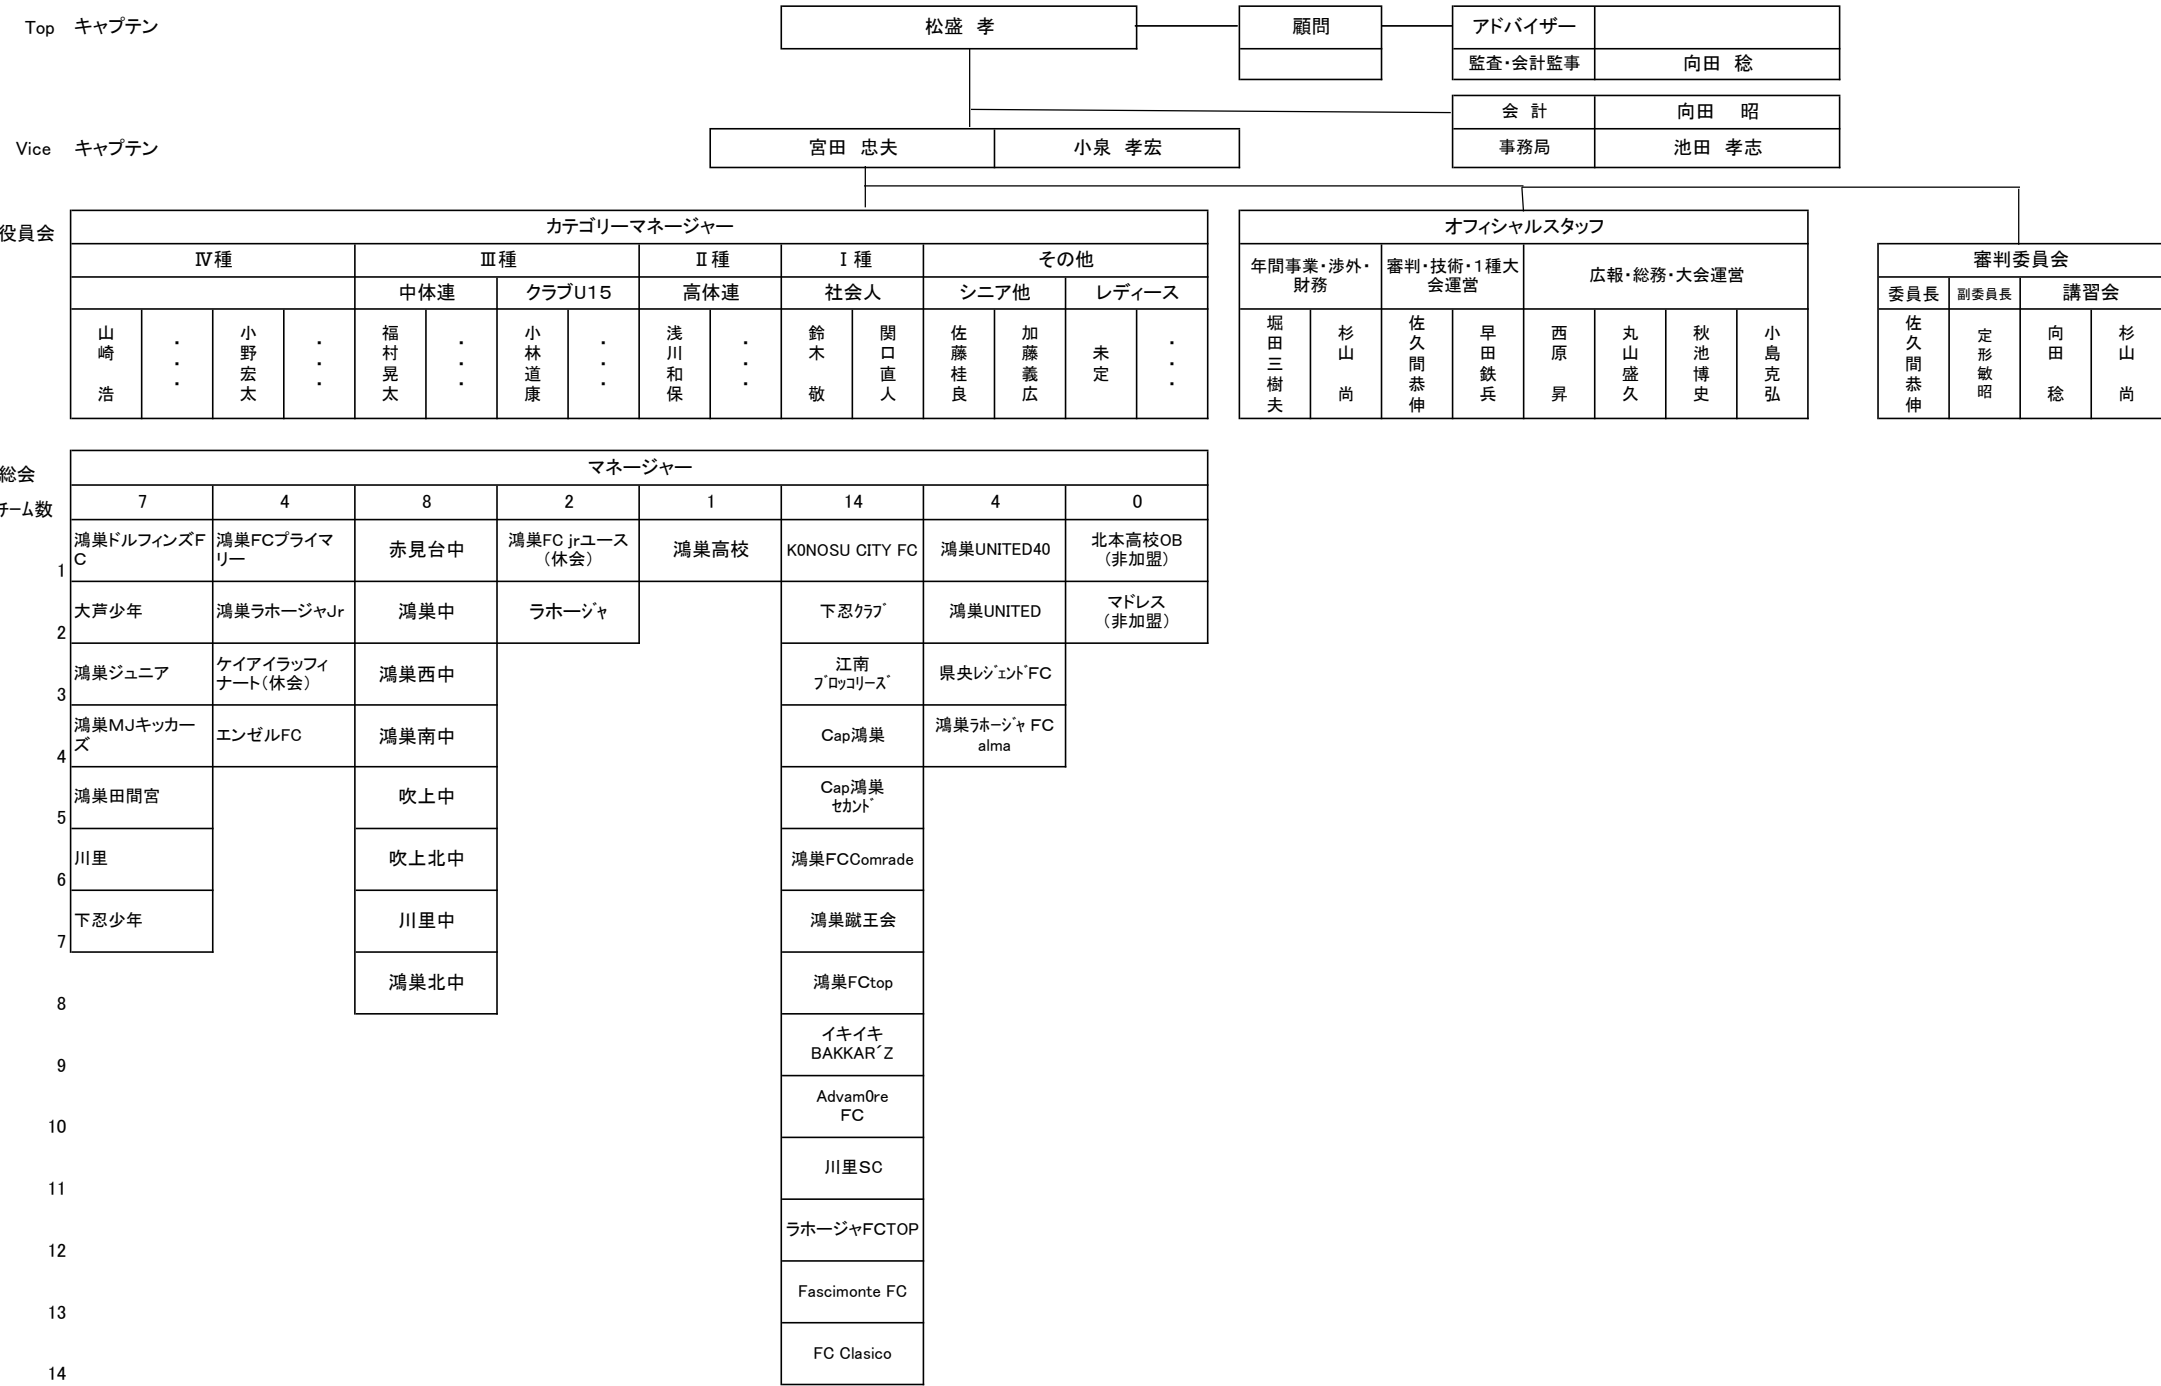 Top キャプテン
松盛 孝
顧問
アドバイザー
監査・会計監事 向田 稔
会 計 向田 昭
Vice キャプテン
宮田 忠夫 小泉 孝宏
事務局 池田 孝志
役員会
カテゴリーマネージャー
Ⅳ種 Ⅲ種 Ⅱ種 Ⅰ種 その他
中体連 クラブU15 高体連 社会人 シニア他 レディース
山崎 浩
・・・
小野宏太
・・・
福村晃太
・・・
小林道康
・・・
浅川和保
・・・
鈴木 敬
関口直人
佐藤桂良
加藤義広
未定
・・・
オフィシャルスタッフ
年間事業・渉外・
財務
審判・技術・1種大
会運営
広報・総務・大会運営
堀田三樹夫
杉山 尚
佐久間恭伸
早田鉄兵
西原 昇
丸山盛久
秋池博史
小島克弘
審判委員会
委員長 副委員長 講習会
佐久間恭伸
定形敏昭
向田 稔
杉山 尚
総会
マネージャー
チーム数 7 4 8 2 1 14 4 0
1
鴻巣ドルフィンズF
C
鴻巣FCプライマ
リー
赤見台中
鴻巣FC jrユース
（休会）
鴻巣高校
K0NOSU CITY FC
鴻巣UNITED40
北本高校OB
（非加盟）
2
大芦少年
鴻巣ラホージャJr
鴻巣中
ラホージャ
下忍クラブ
鴻巣UNITED
マドレス
（非加盟）
3
鴻巣ジュニア
ケイアイラッフィ
ナート（休会）
鴻巣西中
江南
ブロッコリーズ
県央レジェンドFC
4
鴻巣MJキッカー
ズ
エンゼルFC
鴻巣南中
Cap鴻巣
鴻巣ラホージャ FC
alma
5
鴻巣田間宮
吹上中
Cap鴻巣
セカンド
6
川里
吹上北中
鴻巣FCComrade
7
下忍少年
川里中
鴻巣蹴王会
8
鴻巣北中
鴻巣FCtop
9
イキイキ
BAKKAR´Z
10
Advam0re
FC
11
川里SC
12
ラホージャFCTOP
13
Fascimonte FC
14
FC Clasico